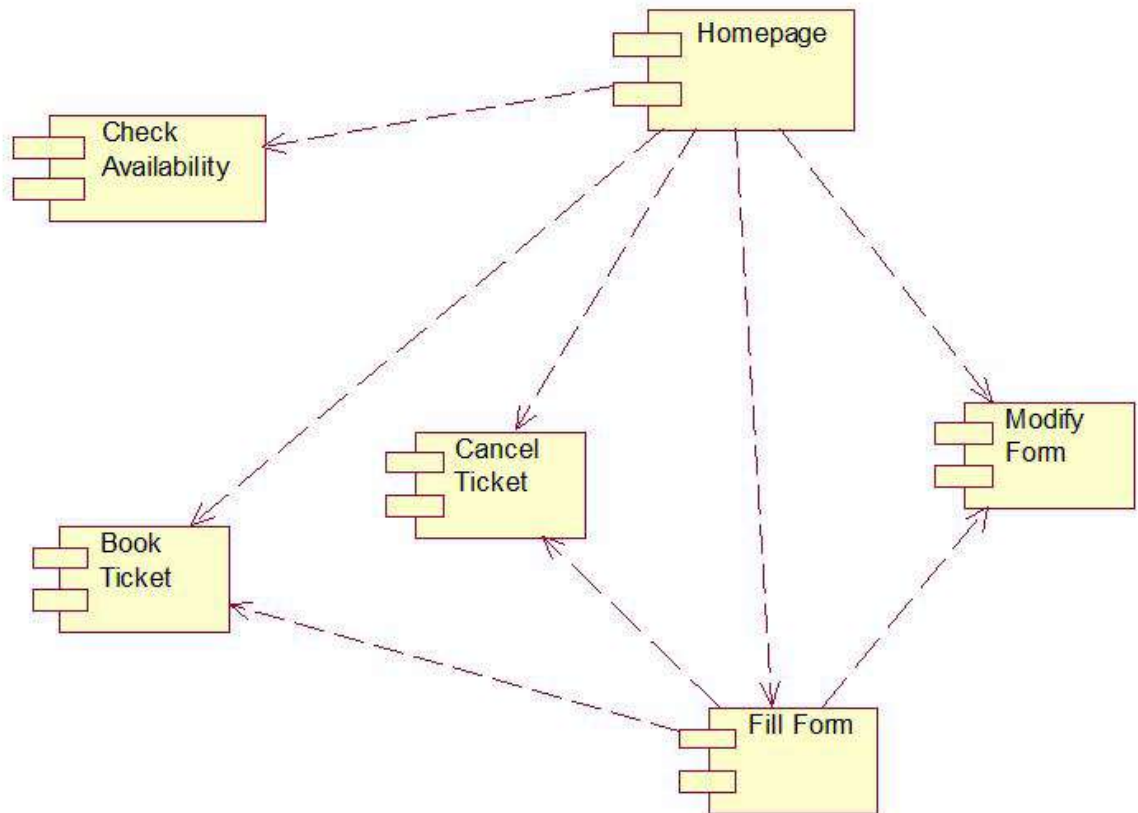 Homepage
Check
Availability
Modify
Form
Cancel
Ticket
Book
Ticket
Fill Form